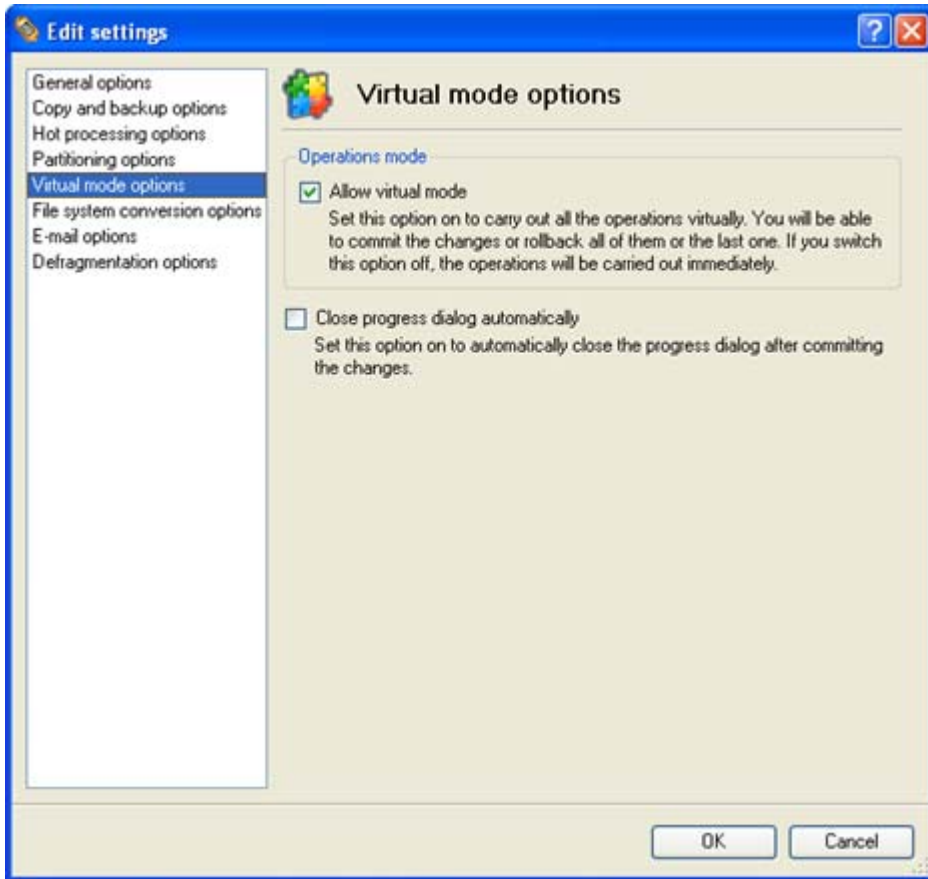 Edit settings
General options
Copy and backup options
Hot processing options
Partitioning options
Virtual mode options
File system conversion options
E-mail options
Defragmentation options
Virtual mode options
Operations mode
Allow virtual mode
Set this option on to carry out all the operations virtually. You will be able
to commit the changes or rollback all of them or the last one. If you switch
this option off, the operations will be carried out immediately.
Close progress dialog automatically
Set this option on to automatically close the progress dialog after committing
the changes.
OK
Cancel